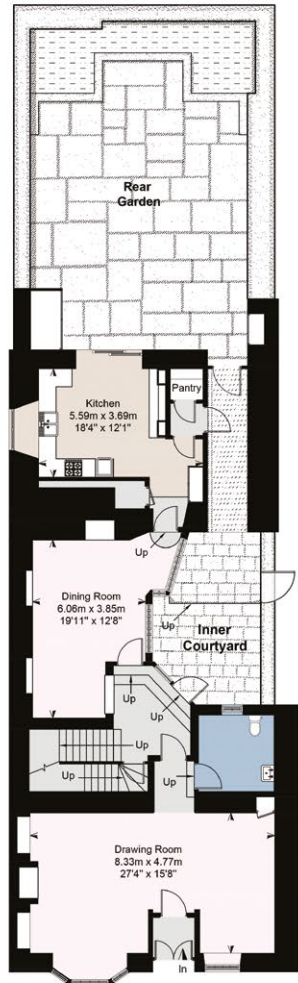 Rear
Garden
Kitchen
5.59m x 3.69m
18'4" x 12'1"
Pantry
Up
Dining Room
6.06m x 3.85m
19'11" x 12'8"
Up
Inner
Courtyard
Up
Up
Up
Up
Up
Drawing Room
8.33m x 4.77m
27'4" x 15'8"
In